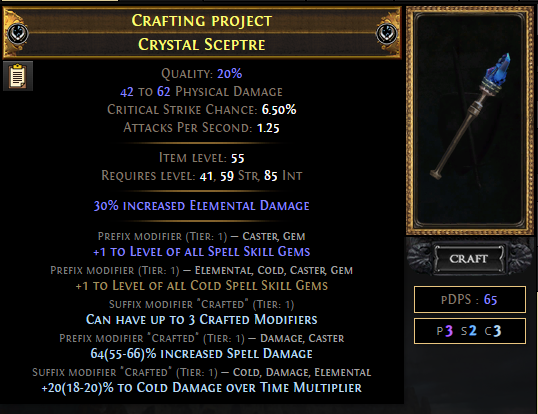 Crafting project
Crystal Sceptre
Quality: 20%
42 to 62 Physical Damage
Critical Strike Chance: 6.50%
Attacks Per Second: 1.25
Item level: 55
Requires level: 41, 59 Str, 85 Int
30% increased Elemental Damage
Prefix modifier (Tier: 1) — Caster, Gem
+1 to Level of all Spell Skill Gems
Prefix modifier (Tier: 1) — Elemental, Cold, Caster, Gem
+1 to Level of all Cold Spell Skill Gems
Suffix modifier "Crafted" (Tier: 1)
Can have up to 3 Crafted Modifiers
Prefix modifier "Crafted" (Tier: 1) — Damage, Caster
64(55-66)% increased Spell Damage
Suffix modifier "Crafted" (Tier: 1) — Cold, Damage, Elemental
+20(18-20)% to Cold Damage over Time Multiplier
CRAFT
pDPS : 65
P3 S2 C3